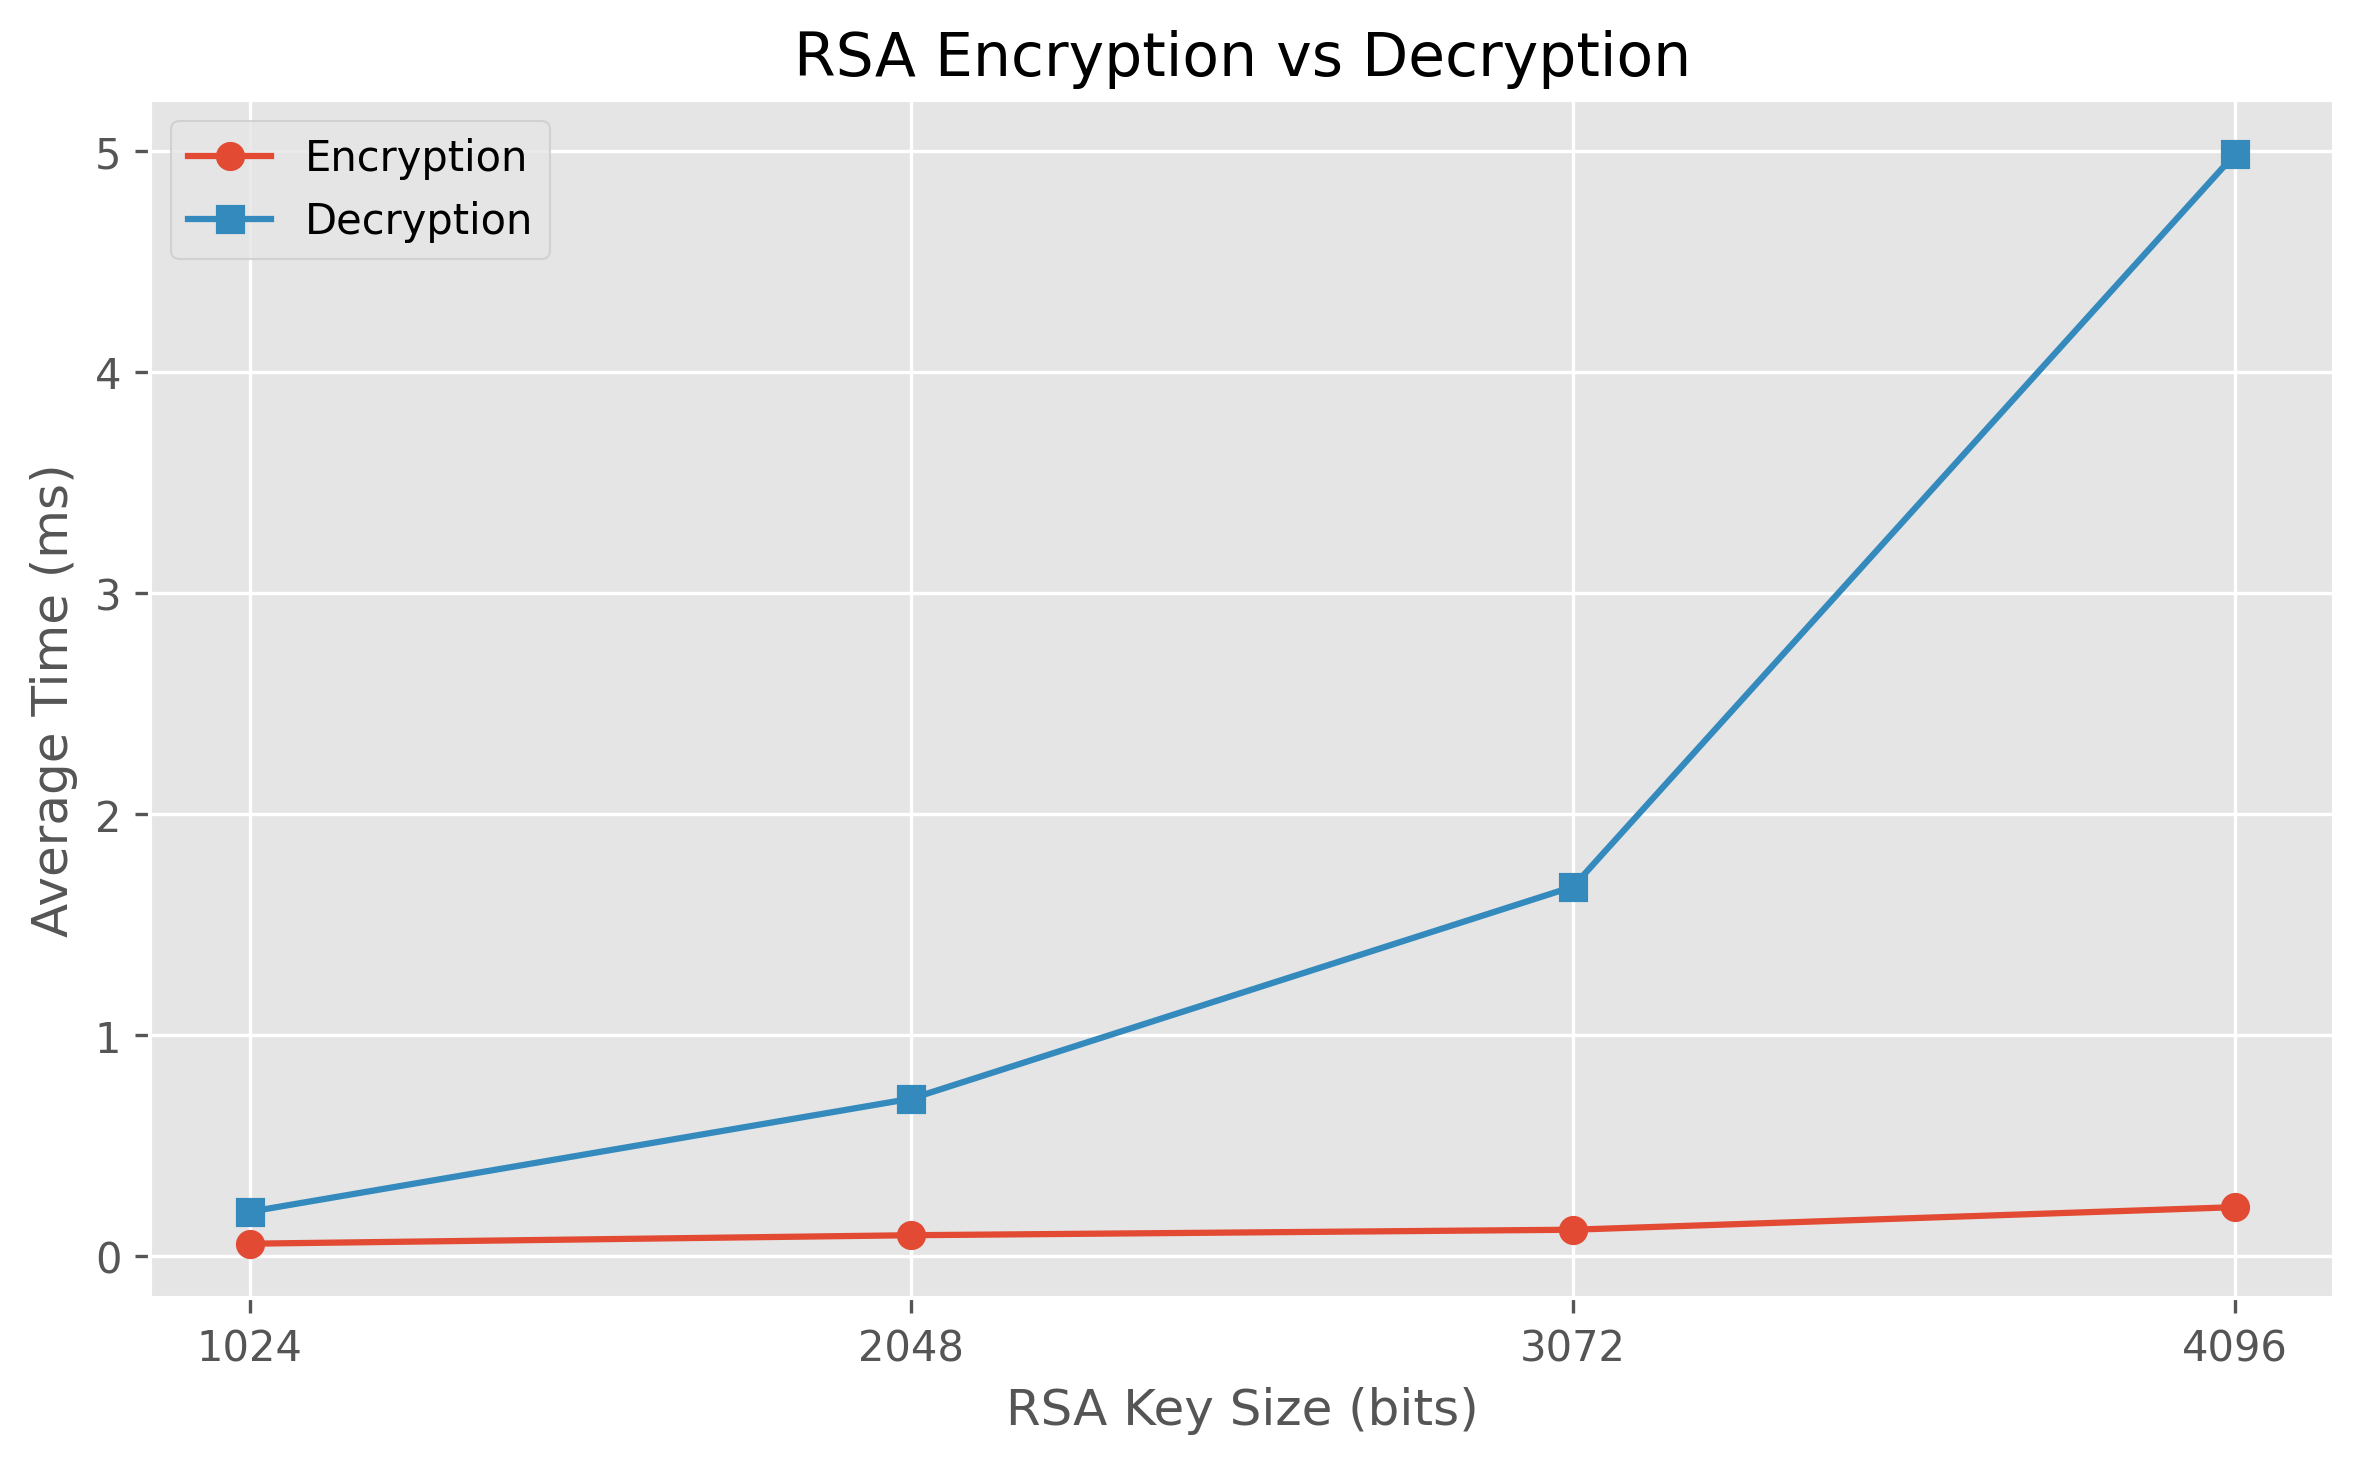 RSA Encryption vs Decryption
Encryption
Decryption
5
4
3
2
1
0
Average Time (ms)
1024 2048 3072 4096
RSA Key Size (bits)